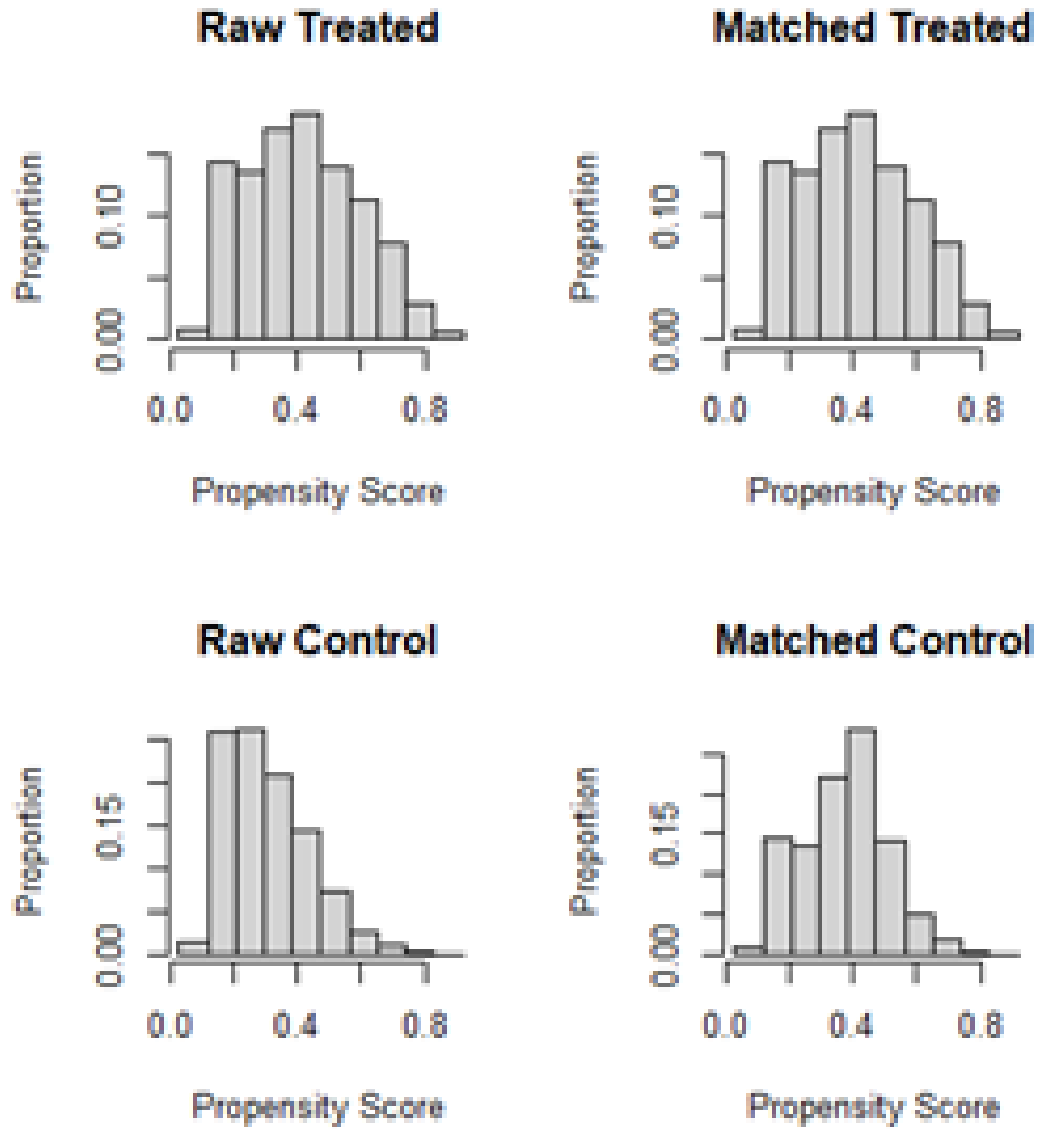 Raw Treated
Matched Treated
Proportion
0.00
0.10
0.0
0.4
0.8
Propensity Score
Proportion
0.00
0.10
0.0
0.4
0.8
Propensity Score
Raw Control
Matched Control
Proportion
0.00
0.15
0.0
0.4
0.8
Propensity Score
Proportion
0.00
0.15
0.0
0.4
0.8
Propensity Score